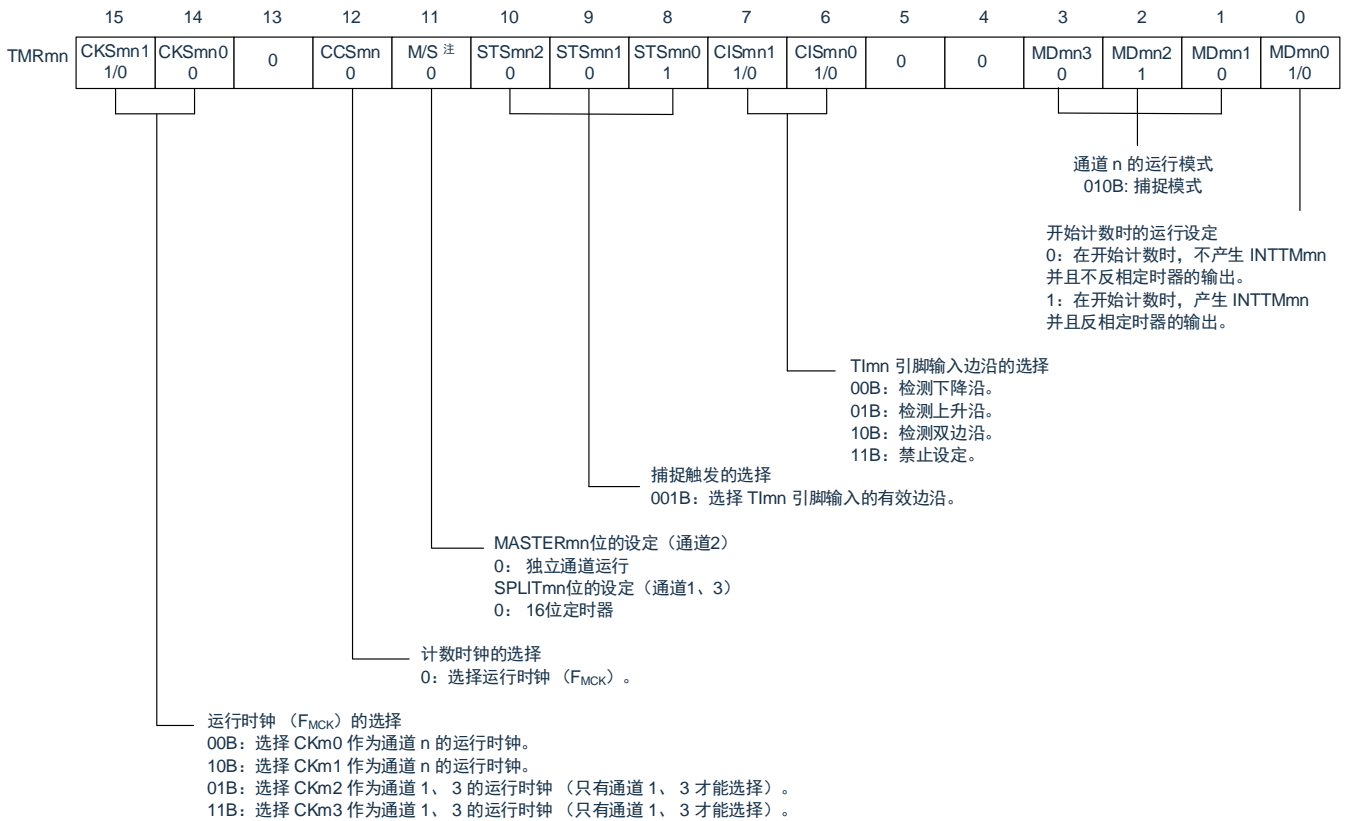 15 14 13 12 11 10 9 8 7 6 5 4 3 2 1 0
TMRmn CKSmn1 CKSmn0 0 CCSmn M/S 注 STSmn2 STSmn1 STSmn0 CISmn1 CISmn0 0 0 MDmn3 MDmn2 MDmn1 MDmn0
1/0 0 0 0 0 0 1 1/0 1/0 0 1 0 1/0
通道 n 的运行模式
010B: 捕捉模式
开始计数时的运行设定
0：在开始计数时，不产生 INTTMmn
并且不反相定时器的输出。
1：在开始计数时，产生 INTTMmn
并且反相定时器的输出。
TImn 引脚输入边沿的选择
00B：检测下降沿。
01B：检测上升沿。
10B：检测双边沿。
11B：禁止设定。
捕捉触发的选择
001B：选择 TImn 引脚输入的有效边沿。
MASTERmn位的设定（通道2）
0： 独立通道运行
SPLITmn位的设定（通道1、3）
0： 16位定时器
计数时钟的选择
0：选择运行时钟 （FMCK）。
运行时钟 （FMCK）的选择
00B：选择 CKm0 作为通道 n 的运行时钟。
10B：选择 CKm1 作为通道 n 的运行时钟。
01B：选择 CKm2 作为通道 1、 3 的运行时钟 （只有通道 1、 3 才能选择）。
11B：选择 CKm3 作为通道 1、 3 的运行时钟 （只有通道 1、 3 才能选择）。